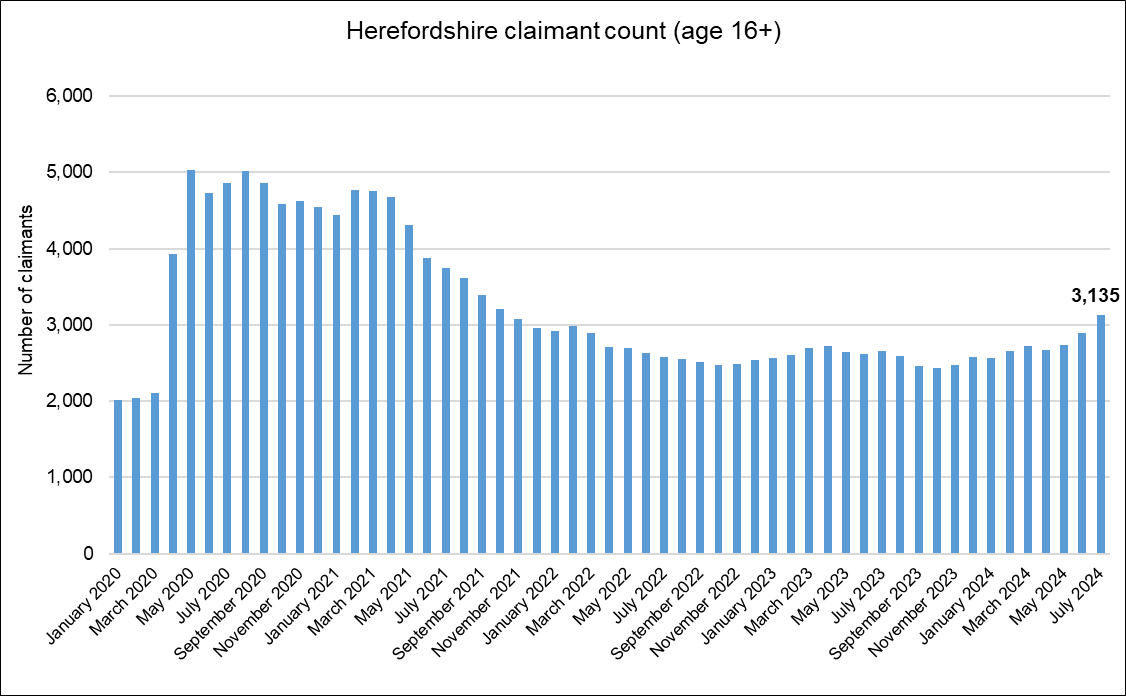 Herefordshire claimant count (age 16+)
6,000
5,000
4,000
3,000
2,000
1,000
0
Number of claimants
3,135
January 2020
March 2020
May 2020
July 2020
September 2020
November 2020
January 2021
March 2021
May 2021
July 2021
September 2021
November 2021
January 2022
March 2022
May 2022
July 2022
September 2022
November 2022
January 2023
March 2023
May 2023
July 2023
September 2023
November 2023
January 2024
March 2024
May 2024
July 2024